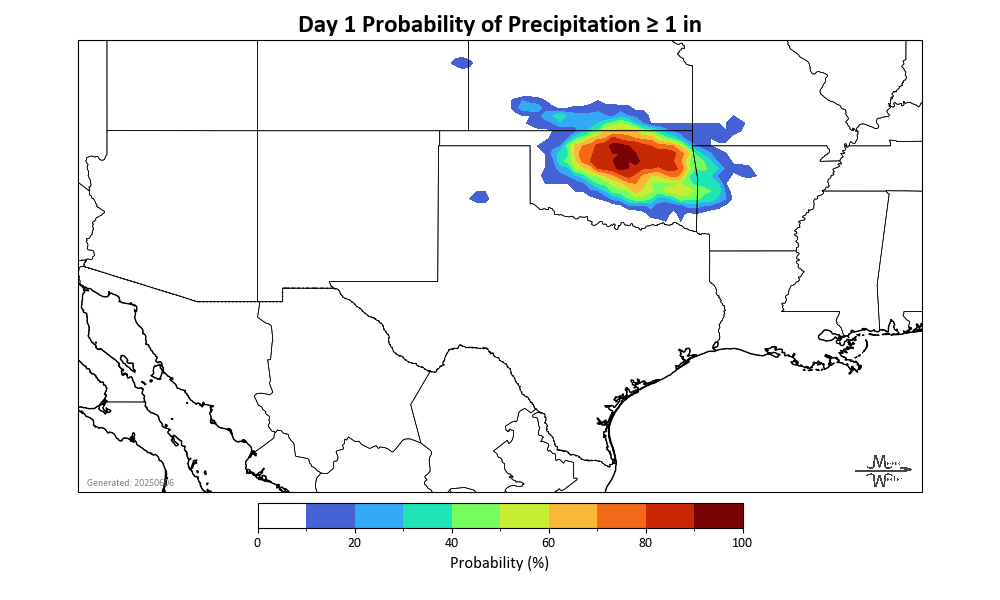 Day 1 Probability of Precipitation ≥ 1 in
Generated: 20250606
0 20 40 60 80 100
Probability (%)